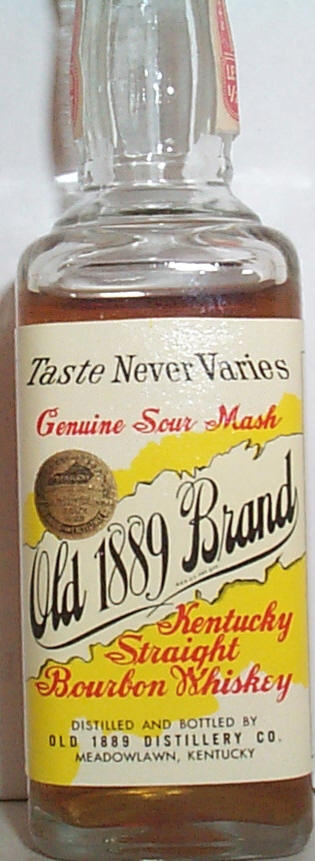 Taste Never Varies
Genuine Sour Mash
Old 1889 Brand
Kentucky
Straight
Bourbon Whiskey
DISTILLED AND BOTTLED BY
OLD 1889 DISTILLERY CO.
MEADOWLAWN, KENTUCKY